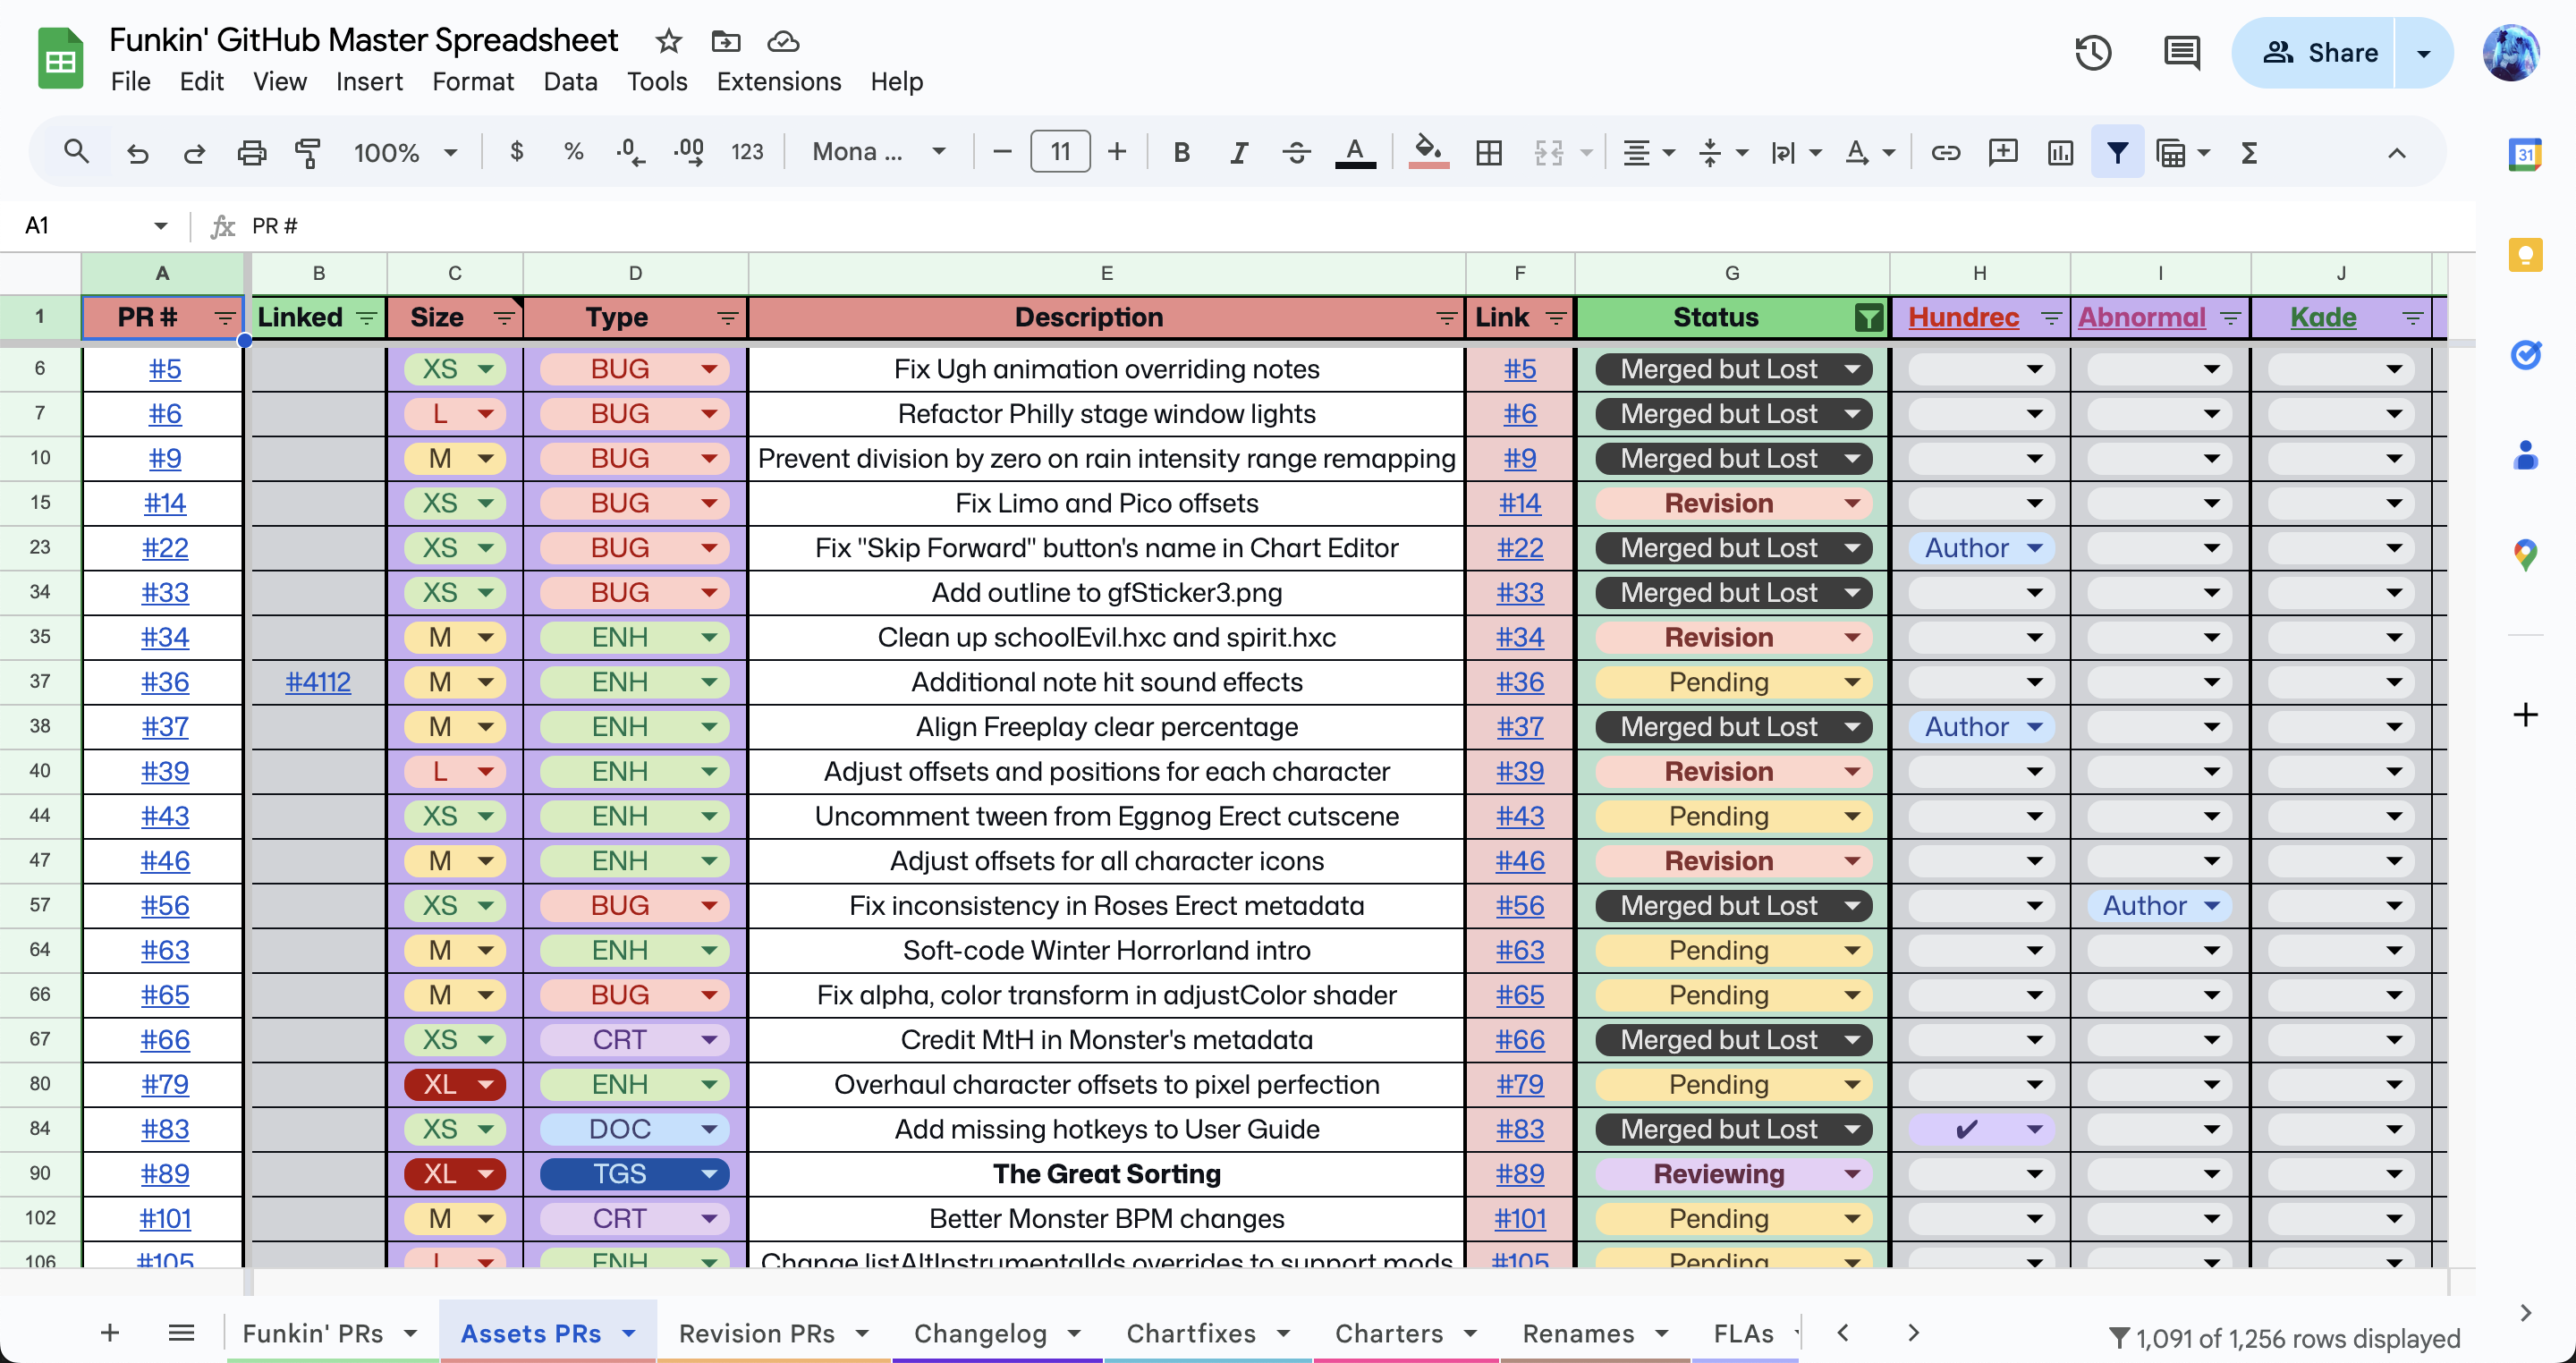 Funkin' GitHub Master Spreadsheet
File Edit View Insert Format Data Tools Extensions Help
Share
100% $ % .0 .00 123 Mona ... 11 B I A A Σ 31
A1 fx PR #
A B C D E F G H I J
1 PR # Linked Size Type Description Link Status Hundrec Abnormal Kade
6 #5 XS BUG Fix Ugh animation overriding notes #5 Merged but Lost
7 #6 L BUG Refactor Philly stage window lights #6 Merged but Lost
10 #9 M BUG Prevent division by zero on rain intensity range remapping #9 Merged but Lost
15 #14 XS BUG Fix Limo and Pico offsets #14 Revision
23 #22 XS BUG Fix "Skip Forward" button's name in Chart Editor #22 Merged but Lost Author
34 #33 XS BUG Add outline to gfSticker3.png #33 Merged but Lost
35 #34 M ENH Clean up schoolEvil.hxc and spirit.hxc #34 Revision
37 #36 #4112 M ENH Additional note hit sound effects #36 Pending
38 #37 M ENH Align Freeplay clear percentage #37 Merged but Lost Author
40 #39 L ENH Adjust offsets and positions for each character #39 Revision
44 #43 XS ENH Uncomment tween from Eggnog Erect cutscene #43 Pending
47 #46 M ENH Adjust offsets for all character icons #46 Revision
57 #56 XS BUG Fix inconsistency in Roses Erect metadata #56 Merged but Lost Author
64 #63 M ENH Soft-code Winter Horrorland intro #63 Pending
66 #65 M BUG Fix alpha, color transform in adjustColor shader #65 Pending
67 #66 XS CRT Credit MtH in Monster's metadata #66 Merged but Lost
80 #79 XL ENH Overhaul character offsets to pixel perfection #79 Pending
84 #83 XS DOC Add missing hotkeys to User Guide #83 Merged but Lost ✔
90 #89 XL TGS The Great Sorting #89 Reviewing
102 #101 M CRT Better Monster BPM changes #101 Pending
106 #105 L ENH Change listAltInstrumentalIds overrides to support mods #105 Pending
Funkin' PRs Assets PRs Revision PRs Changelog Chartfixes Charters Renames FLAs 1,091 of 1,256 rows displayed